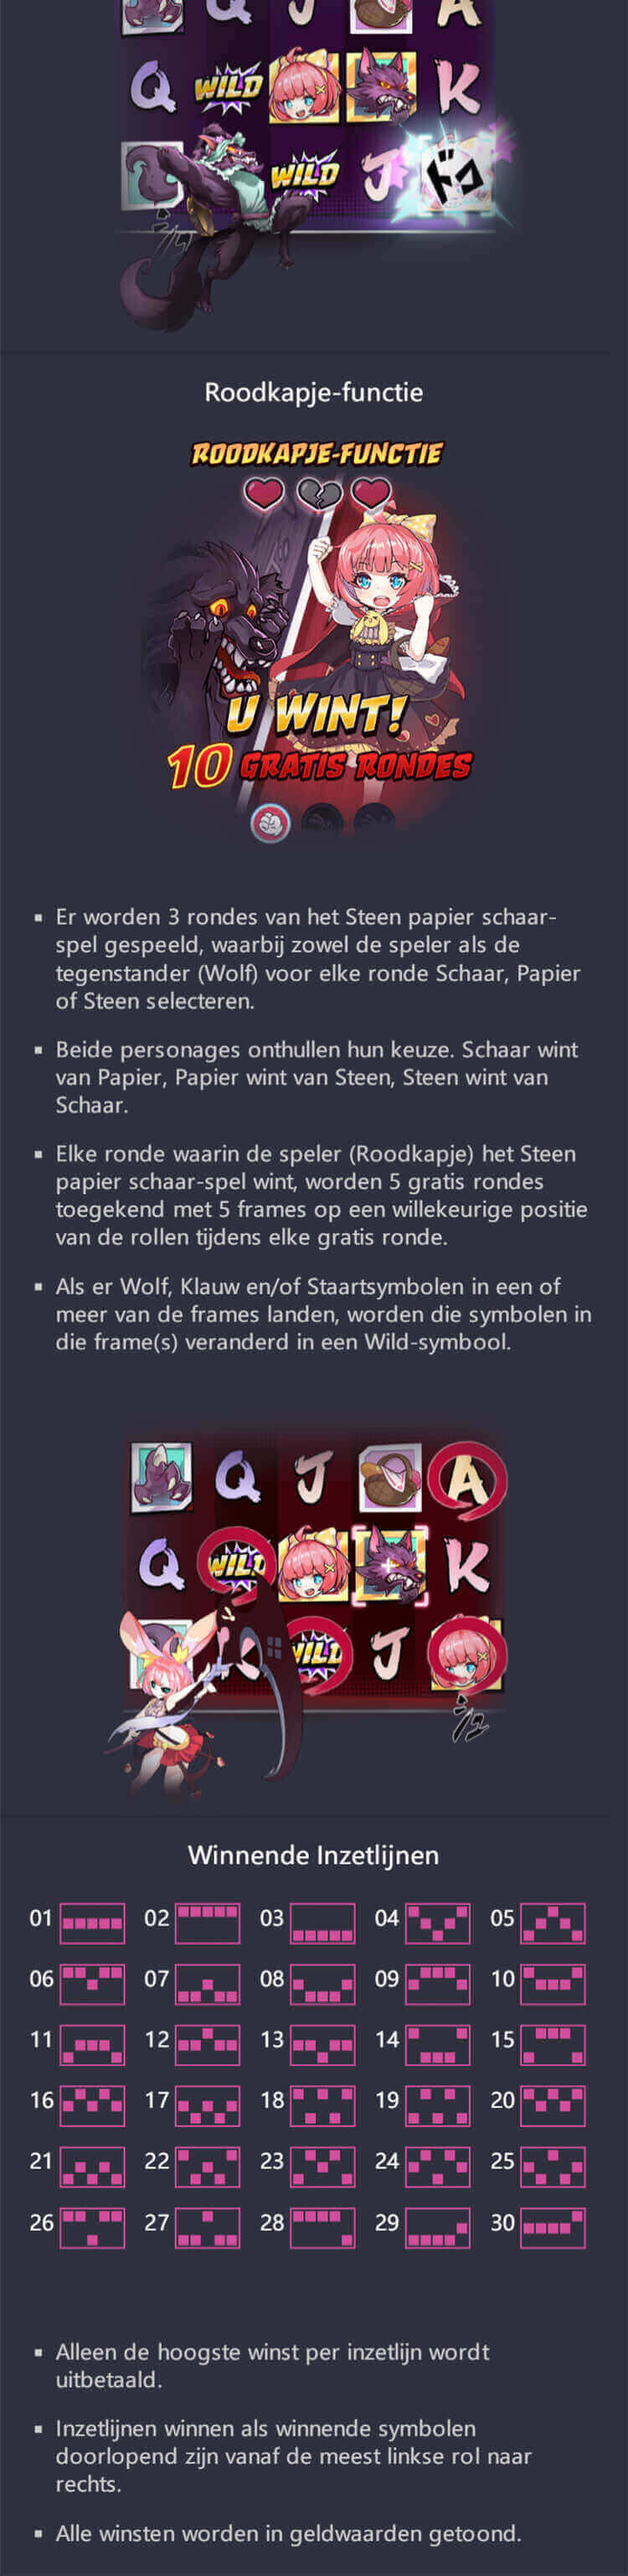 Q J A
Q WILD K
WILD J ドコ
Roodkapje-functie
ROODKAPJE-FUNCTIE
U WINT!
10 GRATIS RONDES
▪ Er worden 3 rondes van het Steen papier schaar-
spel gespeeld, waarbij zowel de speler als de
tegenstander (Wolf) voor elke ronde Schaar, Papier
of Steen selecteren.
▪ Beide personages onthullen hun keuze. Schaar wint
van Papier, Papier wint van Steen, Steen wint van
Schaar.
▪ Elke ronde waarin de speler (Roodkapje) het Steen
papier schaar-spel wint, worden 5 gratis rondes
toegekend met 5 frames op een willekeurige positie
van de rollen tijdens elke gratis ronde.
▪ Als er Wolf, Klauw en/of Staartsymbolen in een of
meer van de frames landen, worden die symbolen in
die frame(s) veranderd in een Wild-symbool.
Q J A
Q WILD K
K WILD J
Winnende Inzetlijnen
01 02 03 04 05
06 07 08 09 10
11 12 13 14 15
16 17 18 19 20
21 22 23 24 25
26 27 28 29 30
▪ Alleen de hoogste winst per inzetlijn wordt
uitbetaald.
▪ Inzetlijnen winnen als winnende symbolen
doorlopend zijn vanaf de meest linkse rol naar
rechts.
▪ Alle winsten worden in geldwaarden getoond.